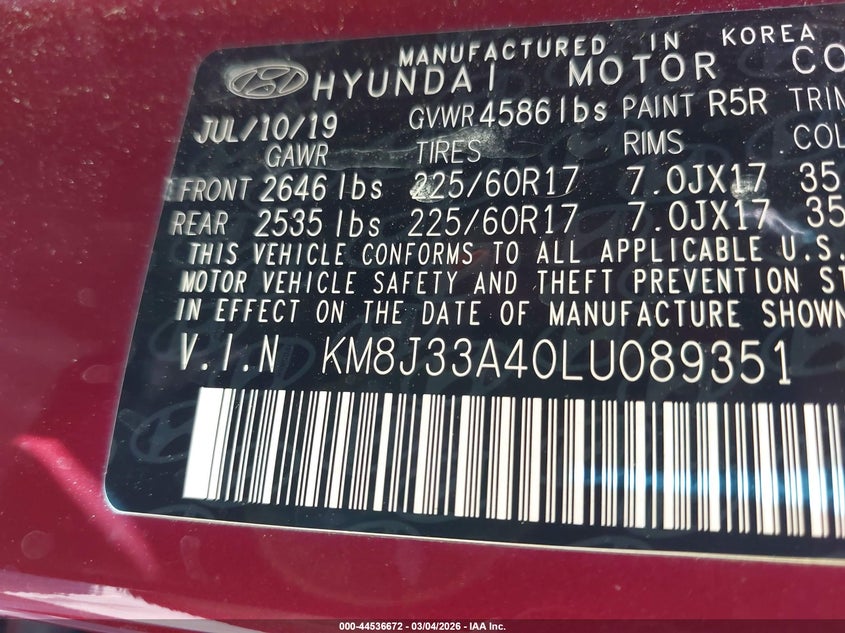 MANUFACTURED IN KOREA
HYUNDAI MOTOR CO
JUL/10/19 GVWR 4586 lbs PAINT R5R TRIM
GAWR TIRES RIMS COL
FRONT 2646 lbs 225/60R17 7.0JX17 35
REAR 2535 lbs 225/60R17 7.0JX17 35
THIS VEHICLE CONFORMS TO ALL APPLICABLE U.S.
MOTOR VEHICLE SAFETY AND THEFT PREVENTION ST
IN EFFECT ON THE DATE OF MANUFACTURE SHOWN
V.I.N KM8J33A40LU089351
000-44536672 — 03/04/2026 — IAA Inc.